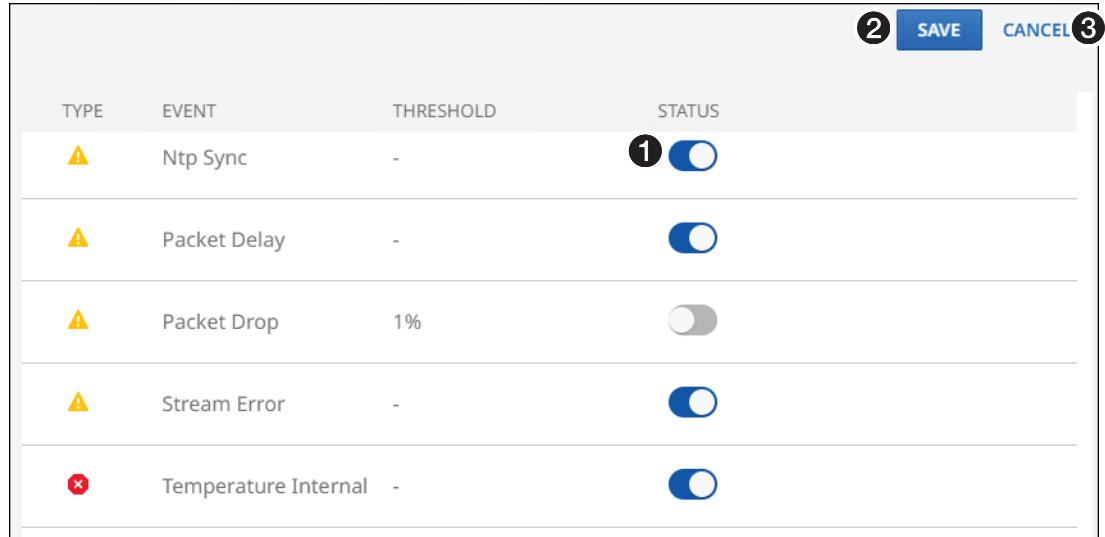 2 SAVE CANCEL 3
TYPE EVENT THRESHOLD STATUS
Ntp Sync - 1
Packet Delay -
Packet Drop 1%
Stream Error -
Temperature Internal -